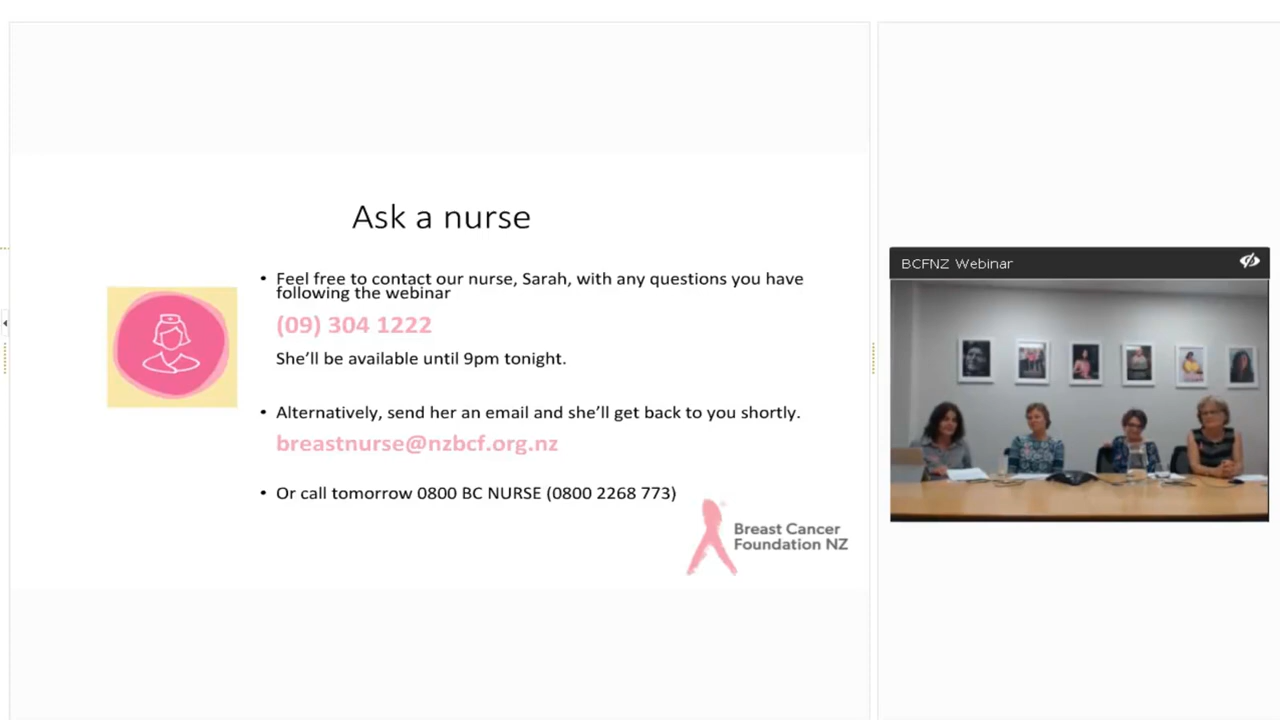 Ask a nurse
• Feel free to contact our nurse, Sarah, with any questions you have
following the webinar
(09) 304 1222
She’ll be available until 9pm tonight.
• Alternatively, send her an email and she’ll get back to you shortly.
breastnurse@nzbcf.org.nz
• Or call tomorrow 0800 BC NURSE (0800 2268 773)
Breast Cancer
Foundation NZ
BCFNZ Webinar